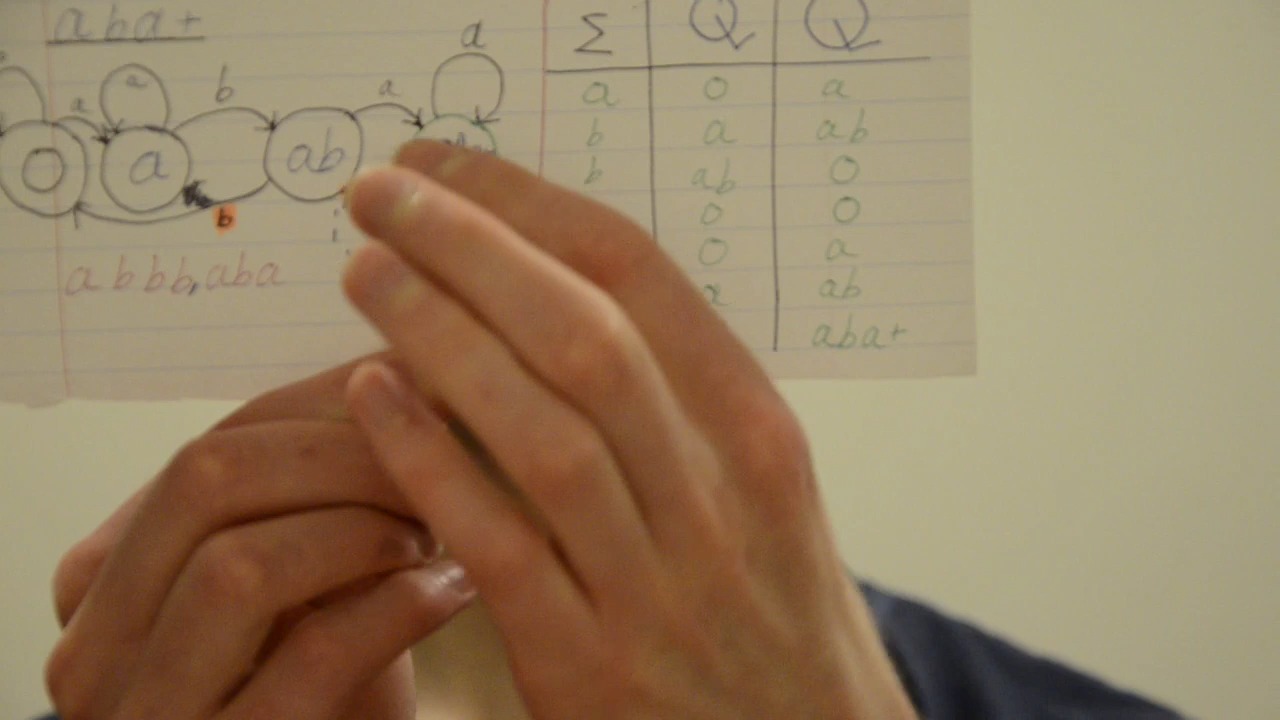 aba+
a a b a a
0 a ab
b
abbb,aba
Σ Q Q
a 0 a
b a ab
b ab 0
0 0
0 a
a ab
aba+